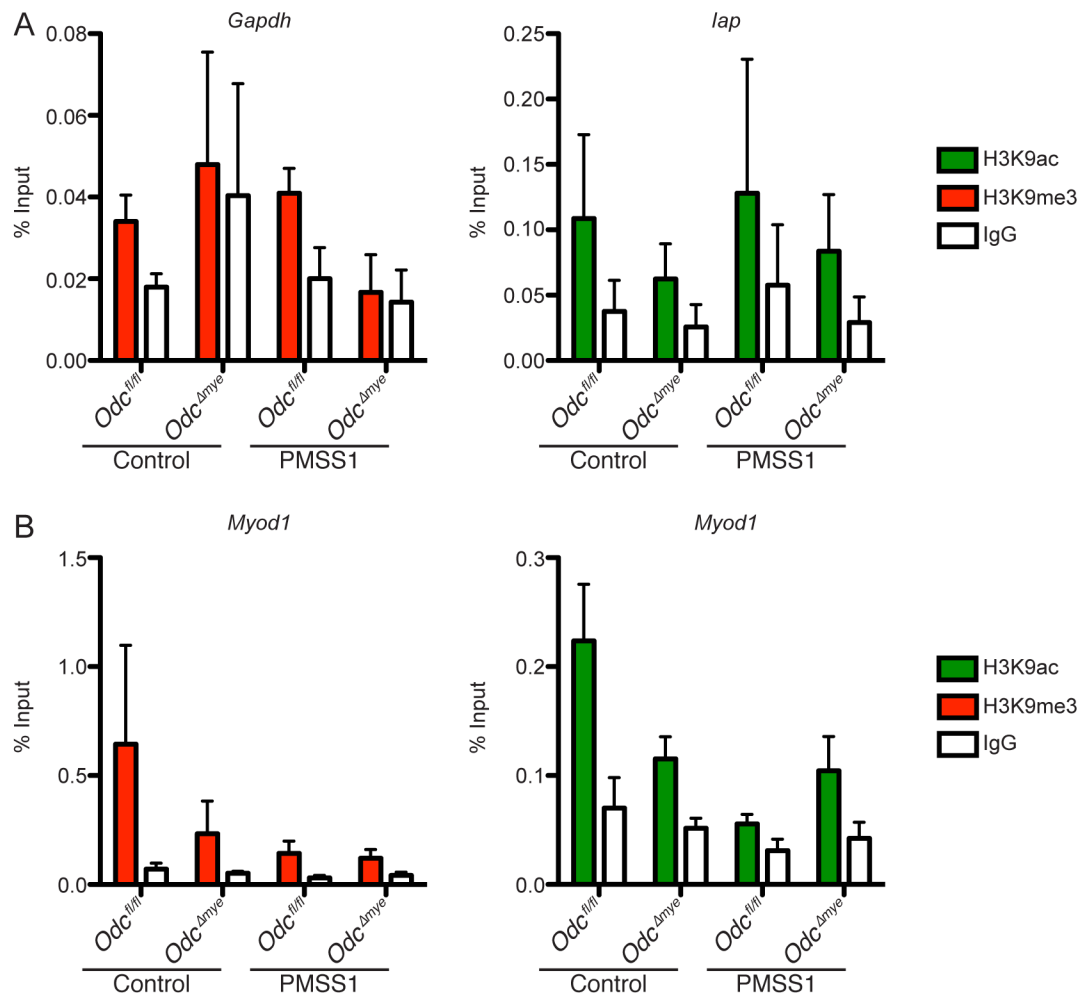 A
Gapdh
Iap
0.08
0.06
0.04
0.02
0.00
% Input
Odc fl/fl
Odc Δmye
Odc fl/fl
Odc Δmye
Control
PMSS1
0.25
0.20
0.15
0.10
0.05
0.00
% Input
Odc fl/fl
Odc Δmye
Odc fl/fl
Odc Δmye
Control
PMSS1
H3K9ac
H3K9me3
IgG
B
Myod1
Myod1
1.5
1.0
0.5
0.0
% Input
Odc fl/fl
Odc Δmye
Odc fl/fl
Odc Δmye
Control
PMSS1
0.3
0.2
0.1
0.0
% Input
Odc fl/fl
Odc Δmye
Odc fl/fl
Odc Δmye
Control
PMSS1
H3K9ac
H3K9me3
IgG